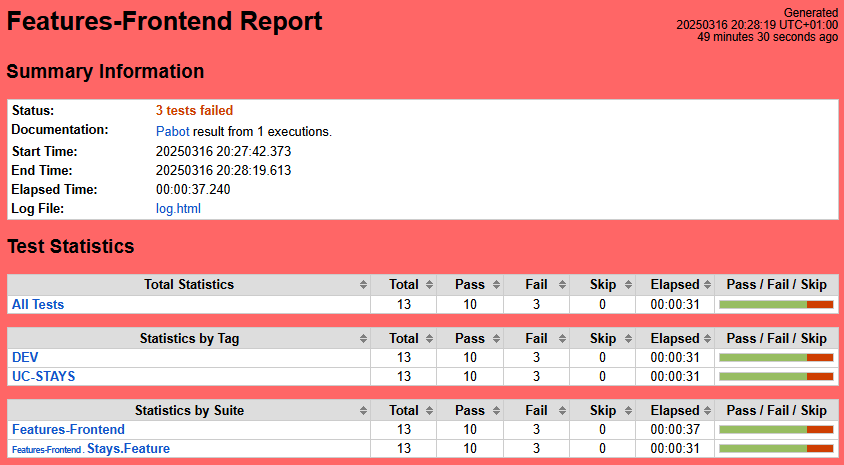 Features-Frontend Report
Generated
20250316 20:28:19 UTC+01:00
49 minutes 30 seconds ago
Summary Information
Status: 3 tests failed
Documentation: Pabot result from 1 executions.
Start Time: 20250316 20:27:42.373
End Time: 20250316 20:28:19.613
Elapsed Time: 00:00:37.240
Log File: log.html
Test Statistics
Total Statistics Total Pass Fail Skip Elapsed Pass / Fail / Skip
All Tests 13 10 3 0 00:00:31
Statistics by Tag Total Pass Fail Skip Elapsed Pass / Fail / Skip
DEV 13 10 3 0 00:00:31
UC-STAYS 13 10 3 0 00:00:31
Statistics by Suite Total Pass Fail Skip Elapsed Pass / Fail / Skip
Features-Frontend 13 10 3 0 00:00:37
Features-Frontend . Stays.Feature 13 10 3 0 00:00:31